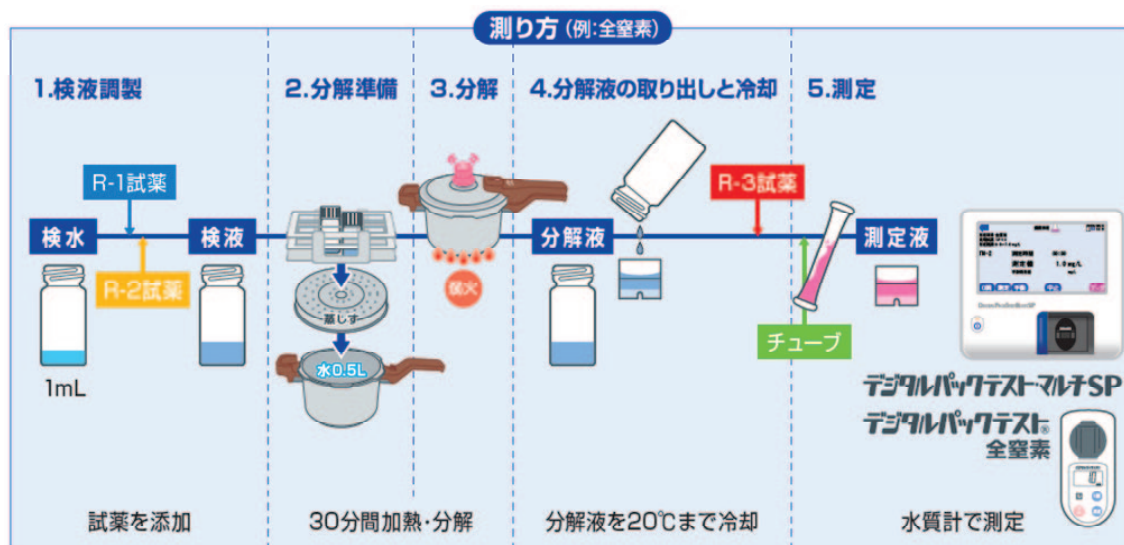 測り方 (例:全窒素)
1.検液調製
2.分解準備
3.分解
4.分解液の取り出しと冷却
5.測定
R-1試薬
R-3試薬
検水
検液
分解液
測定液
R-2試薬
蒸しす
強火
チューブ
水0.5L
1mL
デジタルパックテスト・マルチSP
デジタルパックテスト®
全窒素
試薬を添加
30分間加熱・分解
分解液を20℃まで冷却
水質計で測定